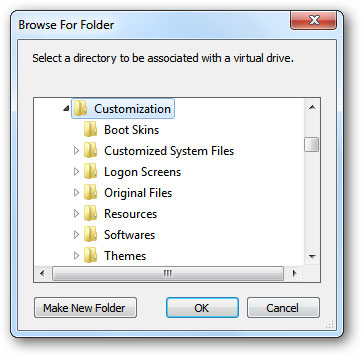 Browse For Folder
Select a directory to be associated with a virtual drive.
Customization
Boot Skins
Customized System Files
Logon Screens
Original Files
Resources
Softwares
Themes
Make New Folder
OK
Cancel